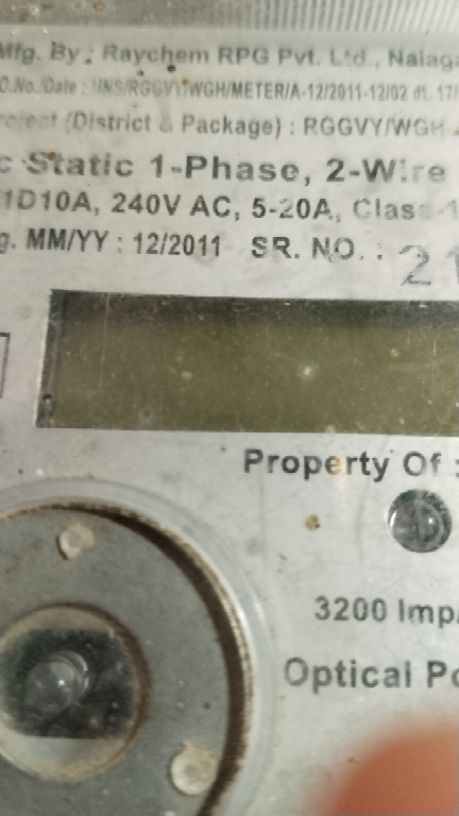 Mfg. By : Raychem RPG Pvt. Ltd., Nalaga
O.No./Date : INS/RGGVY/WGH/METER/A-12/2011-12/02 dt. 17/
roject (District & Package) : RGGVY/WGH
c Static 1-Phase, 2-Wire
1D10A, 240V AC, 5-20A, Class-1
g. MM/YY : 12/2011 SR. NO. : 21
Property Of :
3200 Imp/
Optical Po